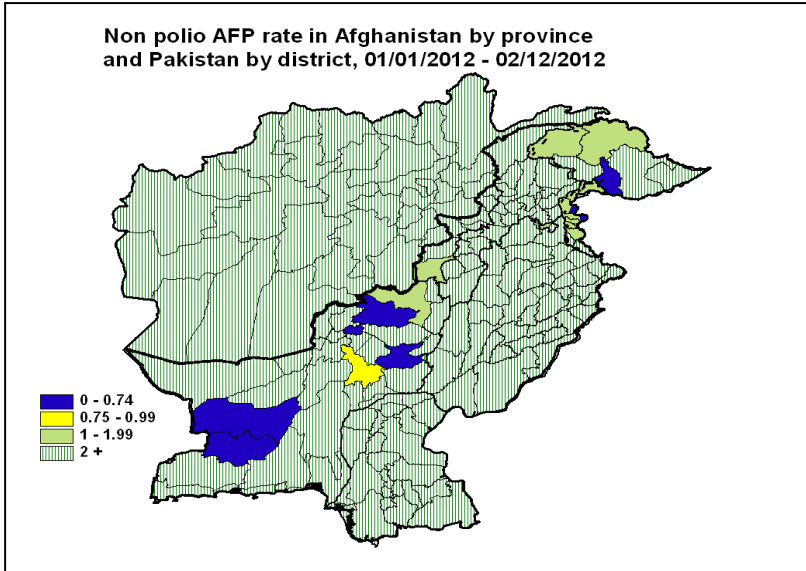 Non polio AFP rate in Afghanistan by province
and Pakistan by district, 01/01/2012 - 02/12/2012
0 - 0.74
0.75 - 0.99
1 - 1.99
2 +